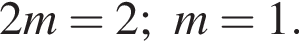 2m = 2; m = 1.